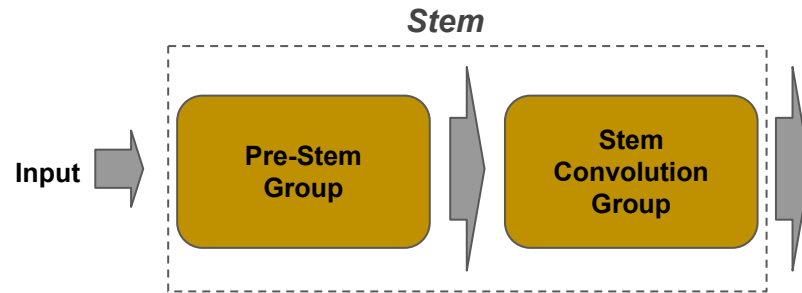 Stem
Input
Pre-Stem
Group
Stem
Convolution
Group